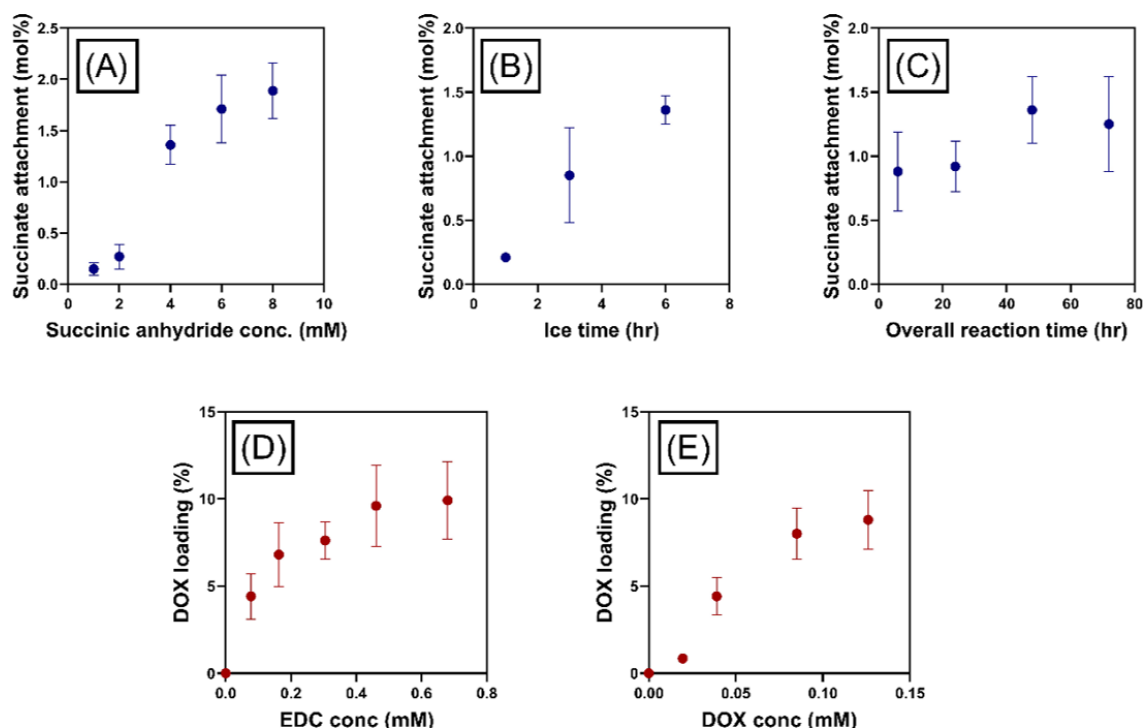 (A)
Succinate attachment (mol%)
2.5
2.0
1.5
1.0
0.5
0.0
0 2 4 6 8 10
Succinic anhydride conc. (mM)
(B)
Succinate attachment (mol%)
2.0
1.5
1.0
0.5
0.0
0 2 4 6 8
Ice time (hr)
(C)
Succinate attachment (mol%)
2.0
1.5
1.0
0.5
0.0
0 20 40 60 80
Overall reaction time (hr)
(D)
DOX loading (%)
15
10
5
0
0.0 0.2 0.4 0.6 0.8
EDC conc (mM)
(E)
DOX loading (%)
15
10
5
0
0.00 0.05 0.10 0.15
DOX conc (mM)